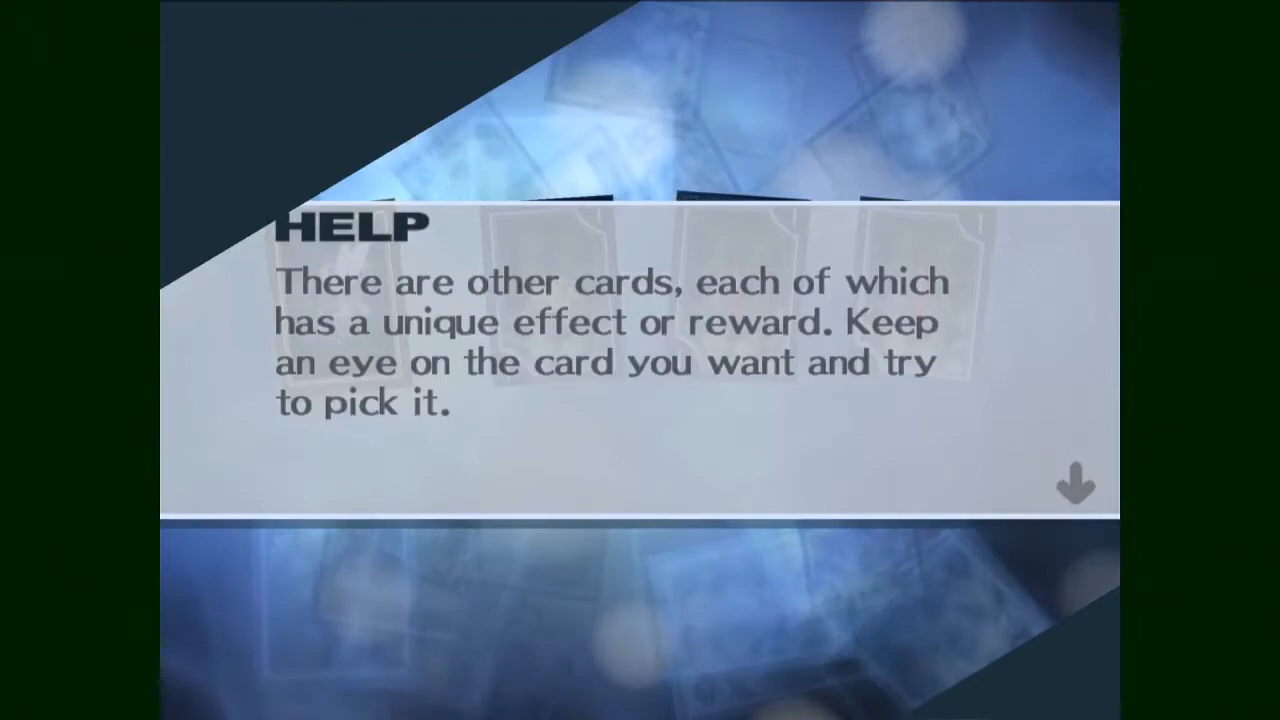 HELP
There are other cards, each of which
has a unique effect or reward. Keep
an eye on the card you want and try
to pick it.